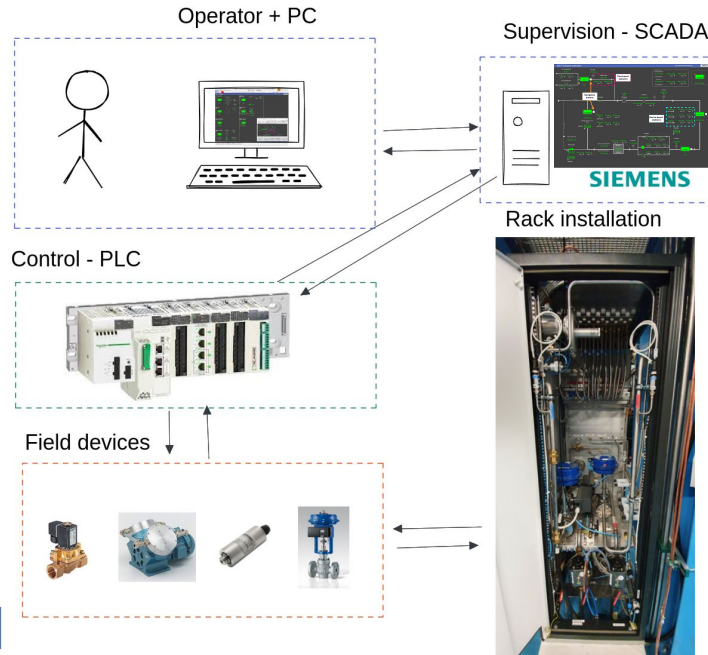 Operator + PC
Supervision - SCADA
SIEMENS
Rack installation
Control - PLC
Field devices